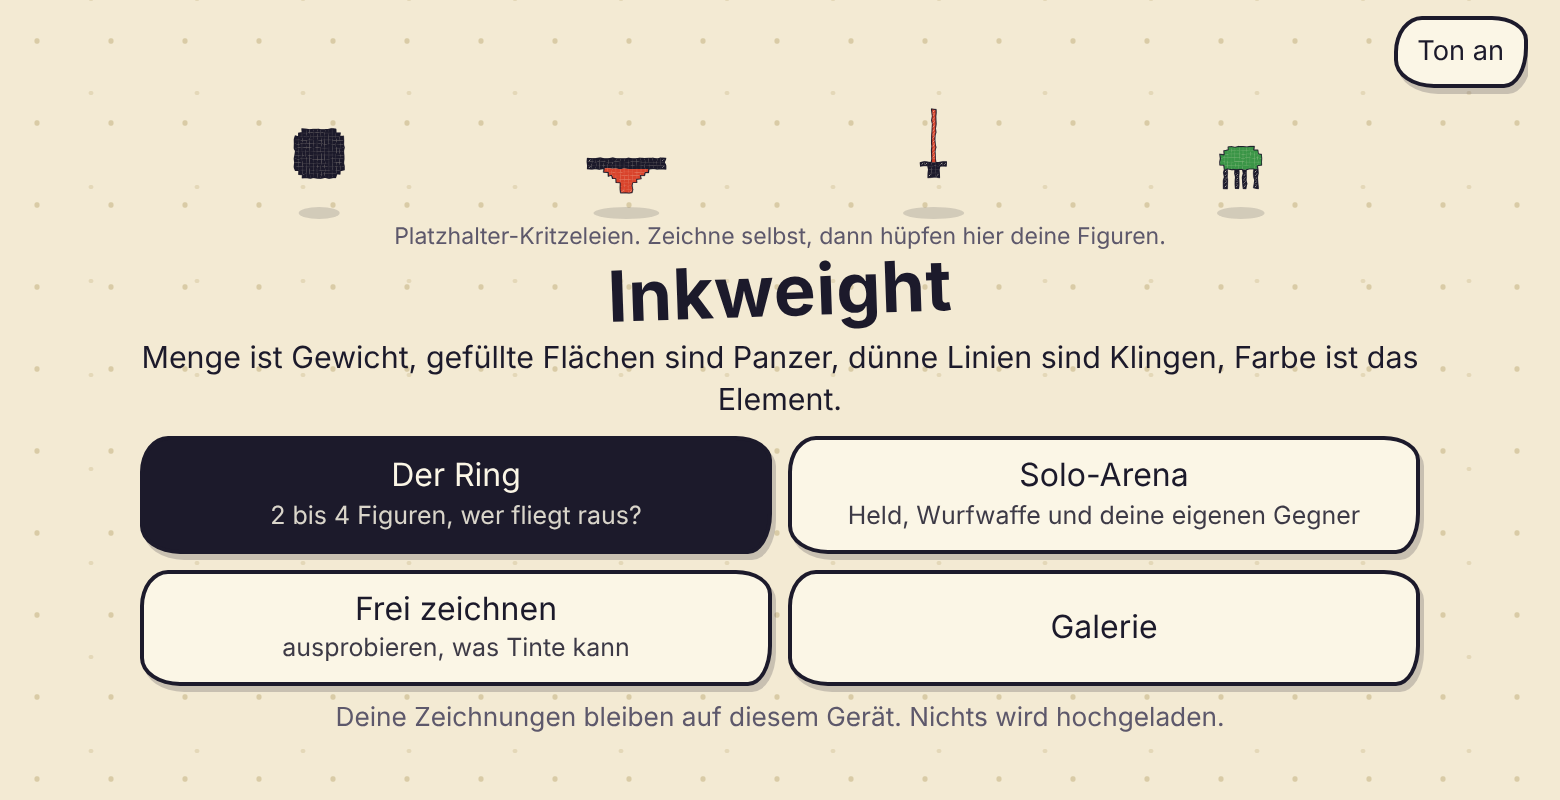 Ton an
Platzhalter-Kritzeleien. Zeichne selbst, dann hüpfen hier deine Figuren.
Inkweight
Menge ist Gewicht, gefüllte Flächen sind Panzer, dünne Linien sind Klingen, Farbe ist das
Element.
Der Ring
2 bis 4 Figuren, wer fliegt raus?
Solo-Arena
Held, Wurfwaffe und deine eigenen Gegner
Frei zeichnen
ausprobieren, was Tinte kann
Galerie
Deine Zeichnungen bleiben auf diesem Gerät. Nichts wird hochgeladen.